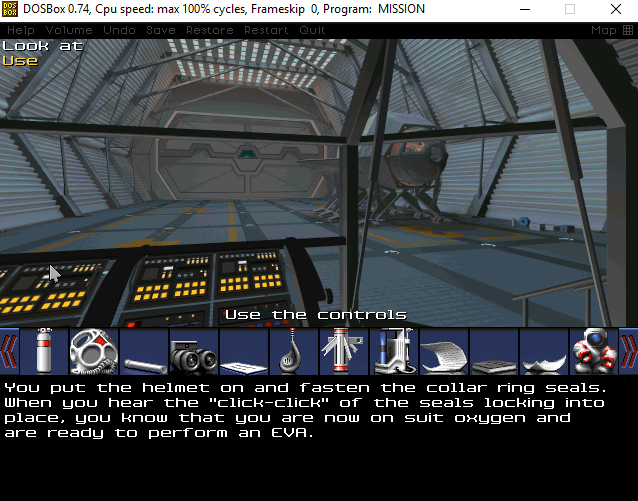 DOSBox 0.74, Cpu speed: max 100% cycles, Frameskip 0, Program: MISSION
Help Volume Undo Save Restore Restart Quit Map
Look at
Use
Use the controls
You put the helmet on and fasten the collar ring seals.
When you hear the "click-click" of the seals locking into
place, you know that you are now on suit oxygen and
are ready to perform an EVA.